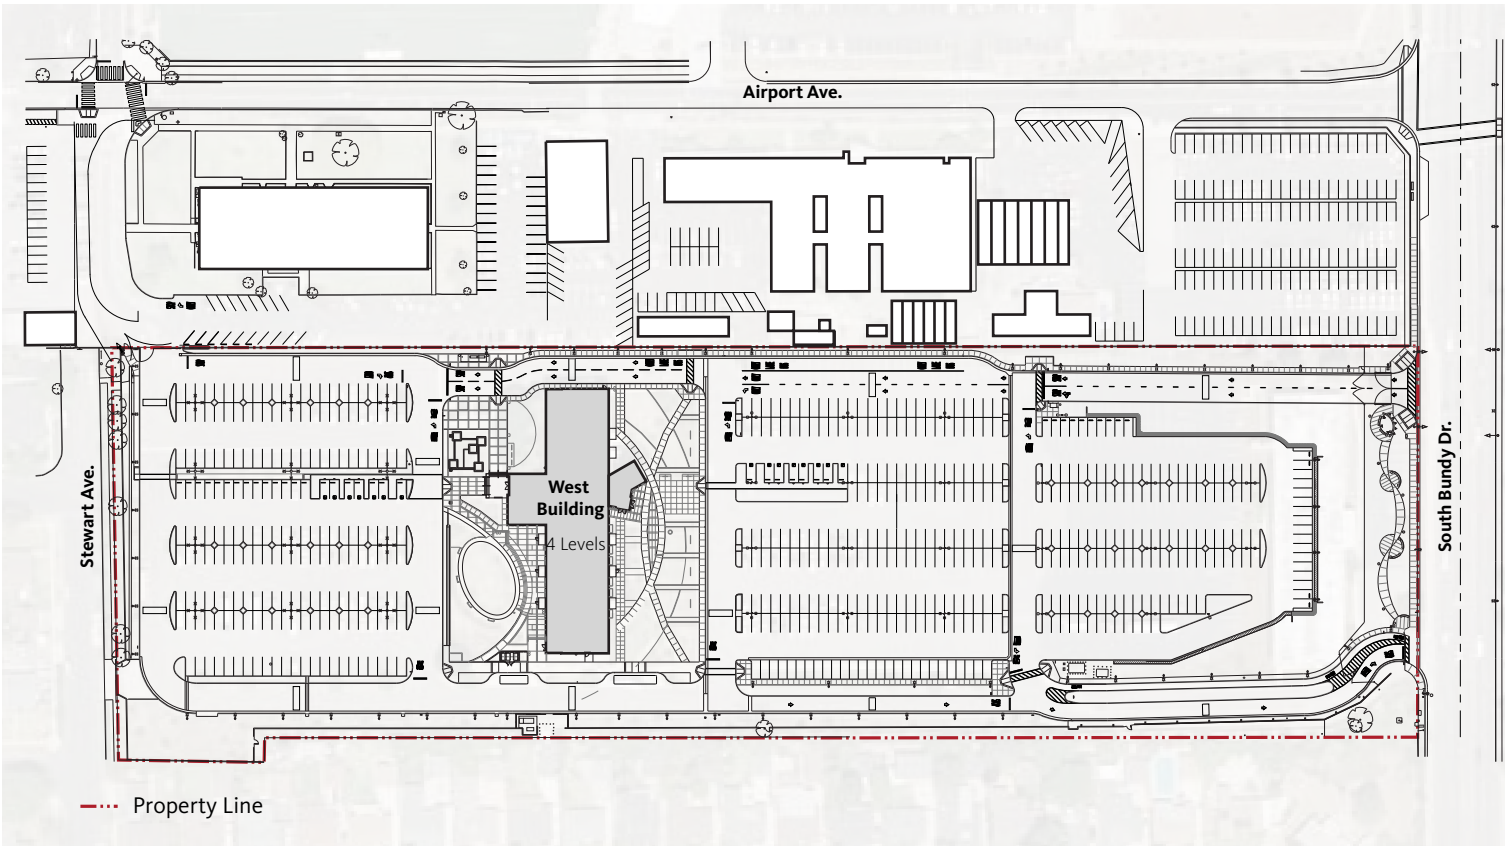 Airport Ave.
Stewart Ave.
West
Building
4 Levels
South Bundy Dr.
Property Line